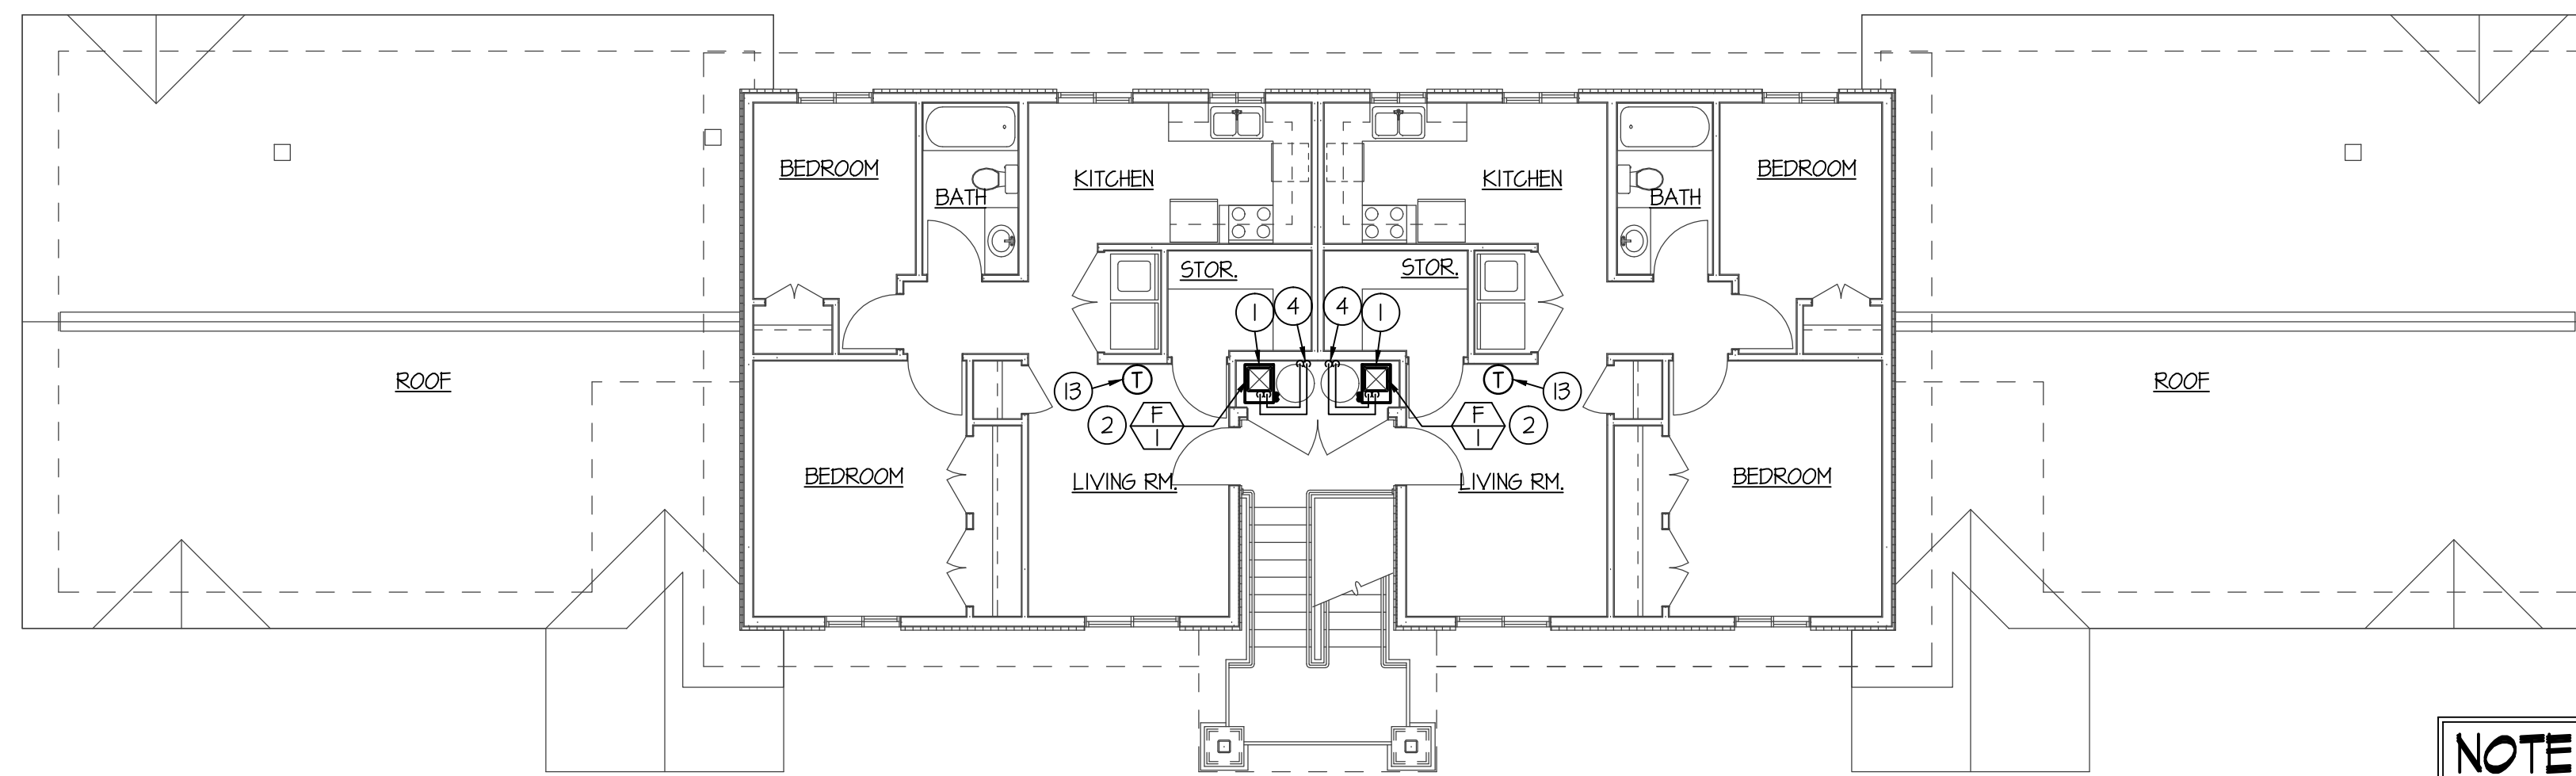 BEDROOM
BATH
KITCHEN
KITCHEN
BATH
BEDROOM
STOR.
STOR.
1
4
4
1
ROOF
13
T
T
13
ROOF
2
F
1
F
1
2
BEDROOM
LIVING RM.
LIVING RM.
BEDROOM
NOTE